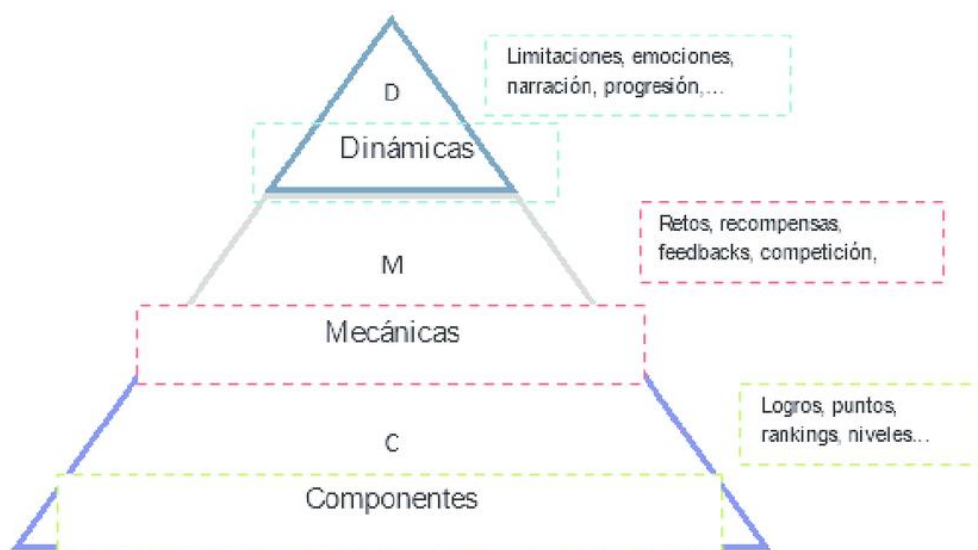 Limitaciones, emociones,
narración, progresión,...
D
Dinámicas
Retos, recompensas,
feedbacks, competición,
M
Mecánicas
Logros, puntos,
rankings, niveles...
C
Componentes